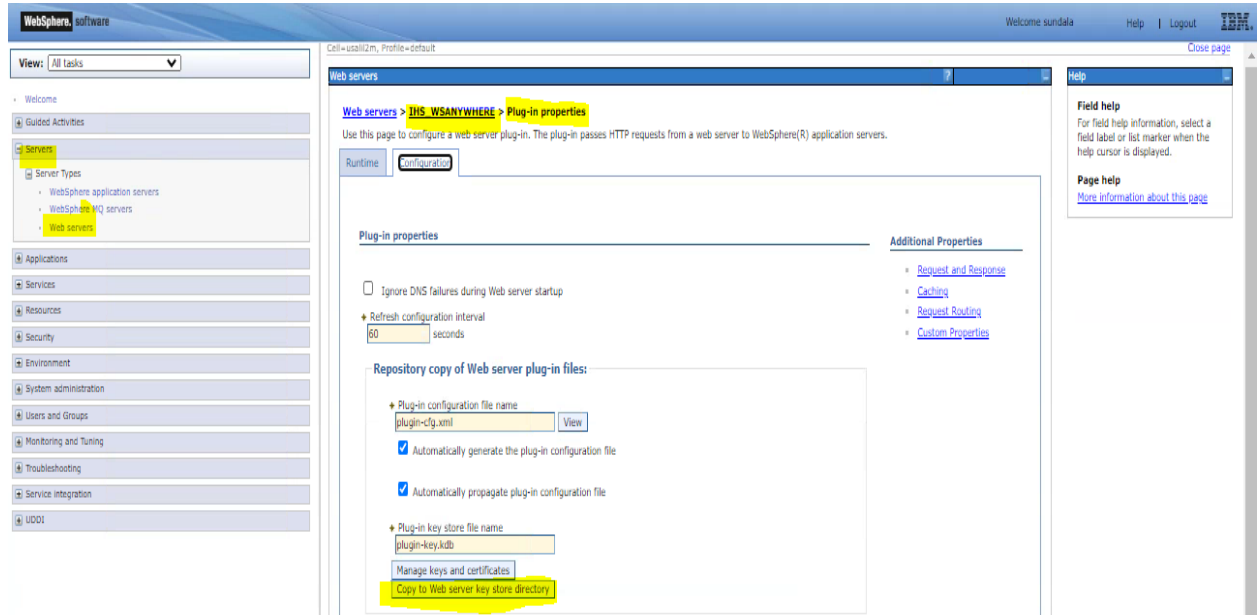 WebSphere. software
Welcome sundala Help | Logout IBM.
View: All tasks
Welcome
Guided Activities
Servers
Server Types
WebSphere application servers
WebSphere MQ servers
Web servers
Applications
Services
Resources
Security
Environment
System administration
Users and Groups
Monitoring and Tuning
Troubleshooting
Service integration
UDDI
Cell=usalil2m, Profile=default
Close page
Web servers
?
Web servers > IHS_WSANYWHERE > Plug-in properties
Use this page to configure a web server plug-in. The plug-in passes HTTP requests from a web server to WebSphere(R) application servers.
Runtime Configuration
Plug-in properties
Ignore DNS failures during Web server startup
Refresh configuration interval
60 seconds
Repository copy of Web server plug-in files:
Plug-in configuration file name
plugin-cfg.xml View
Automatically generate the plug-in configuration file
Automatically propagate plug-in configuration file
Plug-in key store file name
plugin-key.kdb
Manage keys and certificates
Copy to Web server key store directory
Additional Properties
Request and Response
Caching
Request Routing
Custom Properties
Help
Field help
For field help information, select a
field label or list marker when the
help cursor is displayed.
Page help
More information about this page